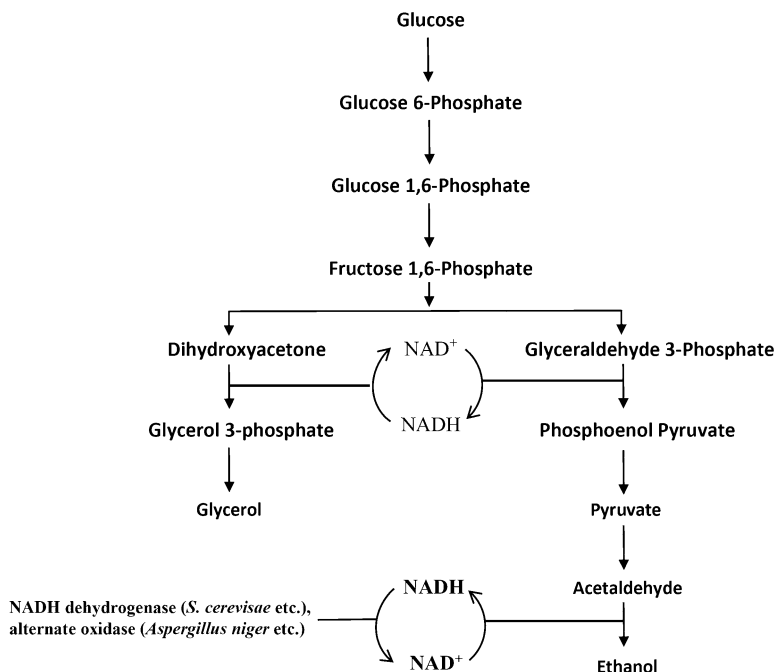 Glucose
Glucose 6-Phosphate
Glucose 1,6-Phosphate
Fructose 1,6-Phosphate
Dihydroxyacetone
NAD+
Glyceraldehyde 3-Phosphate
Glycerol 3-phosphate
NADH
Phosphoenol Pyruvate
Glycerol
Pyruvate
NADH
Acetaldehyde
NADH dehydrogenase (S. cerevisae etc.),
alternate oxidase (Aspergillus niger etc.)
NAD+
Ethanol